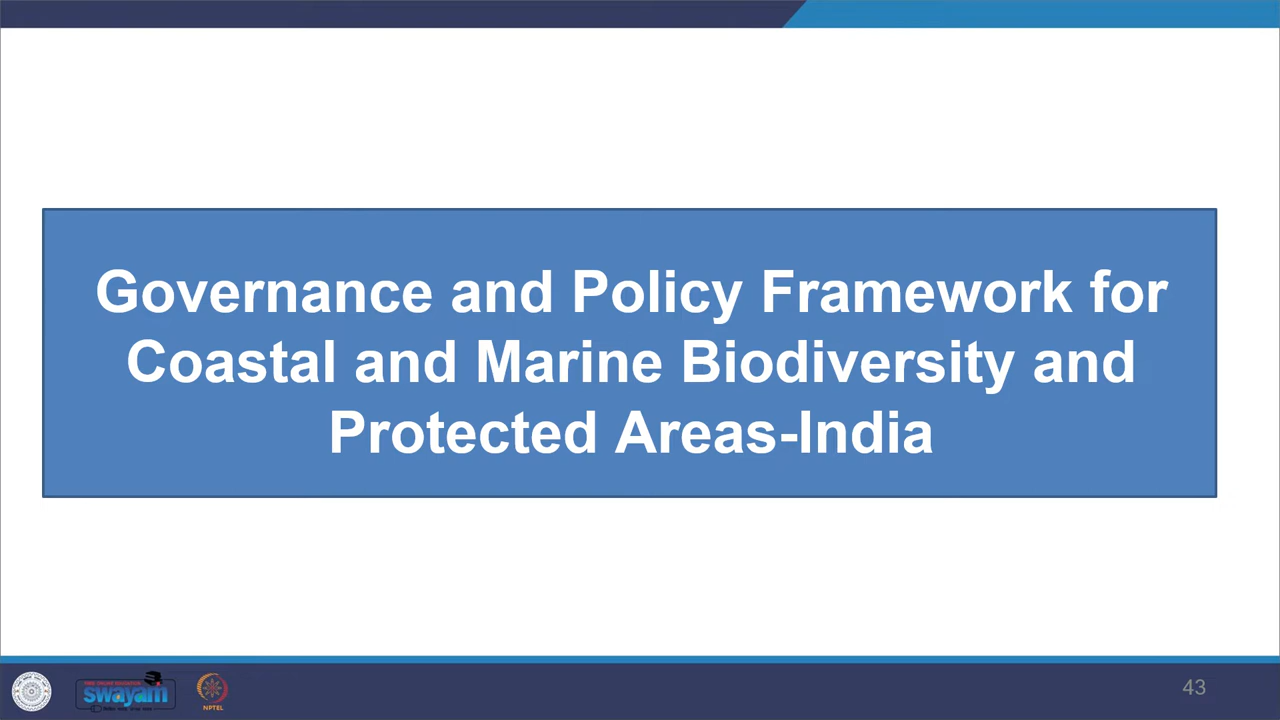 Governance and Policy Framework for
Coastal and Marine Biodiversity and
Protected Areas-India
swayam
NPTEL
43